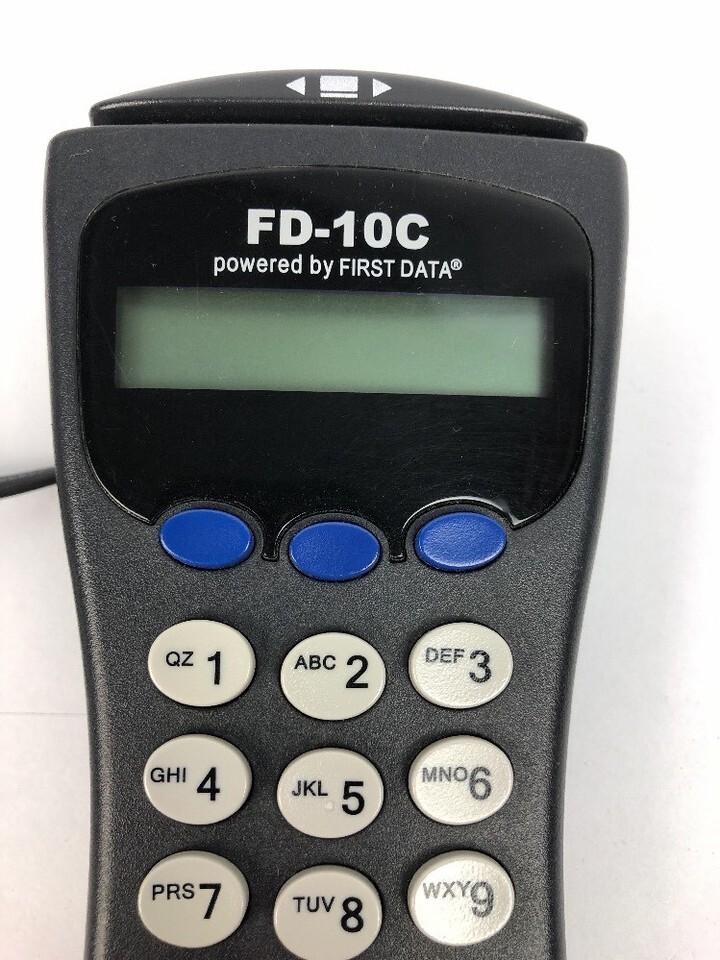 FD-10C
powered by FIRST DATA®
QZ 1 ABC 2 DEF 3
GHI 4 JKL 5 MNO 6
PRS 7 TUV 8 WXY 9